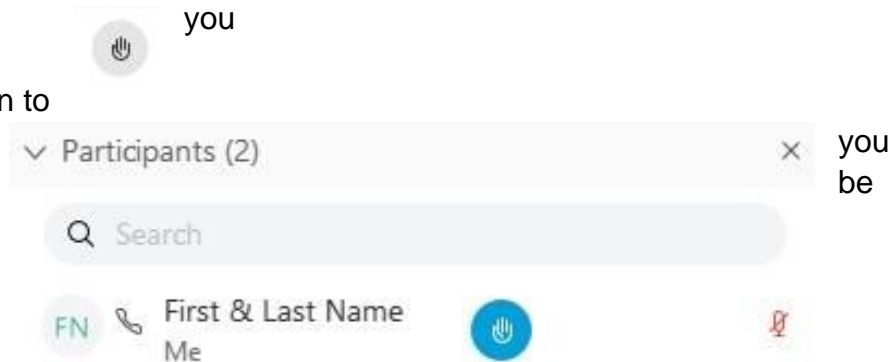 you
n to
Participants (2)
you
be
Search
FN First & Last Name
Me